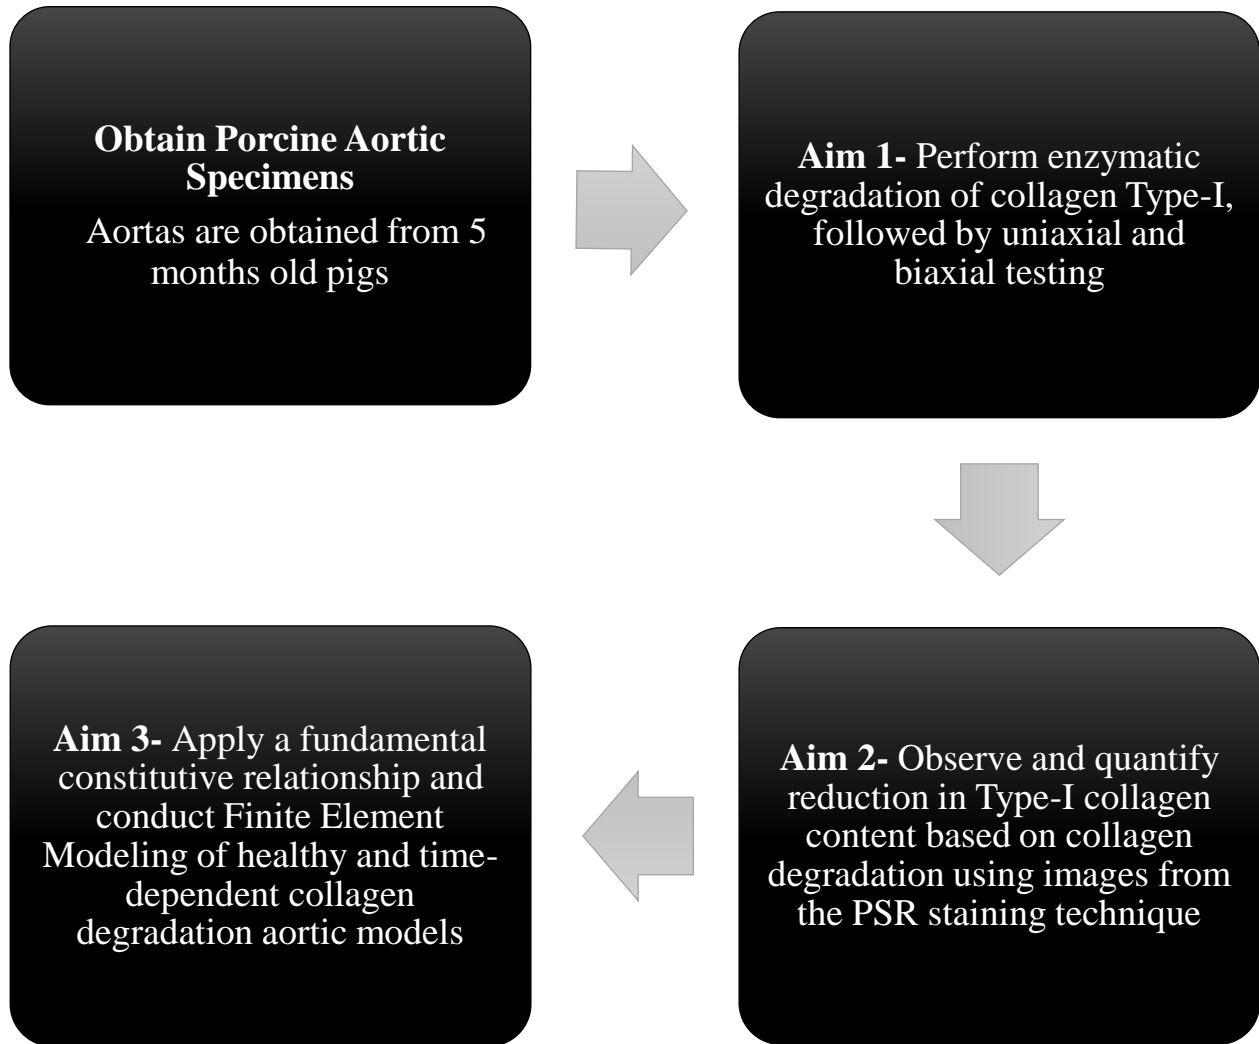 Obtain Porcine Aortic
Specimens
Aortas are obtained from 5
months old pigs
Aim 1- Perform enzymatic
degradation of collagen Type-I,
followed by uniaxial and
biaxial testing
Aim 2- Observe and quantify
reduction in Type-I collagen
content based on collagen
degradation using images from
the PSR staining technique
Aim 3- Apply a fundamental
constitutive relationship and
conduct Finite Element
Modeling of healthy and time-
dependent collagen
degradation aortic models